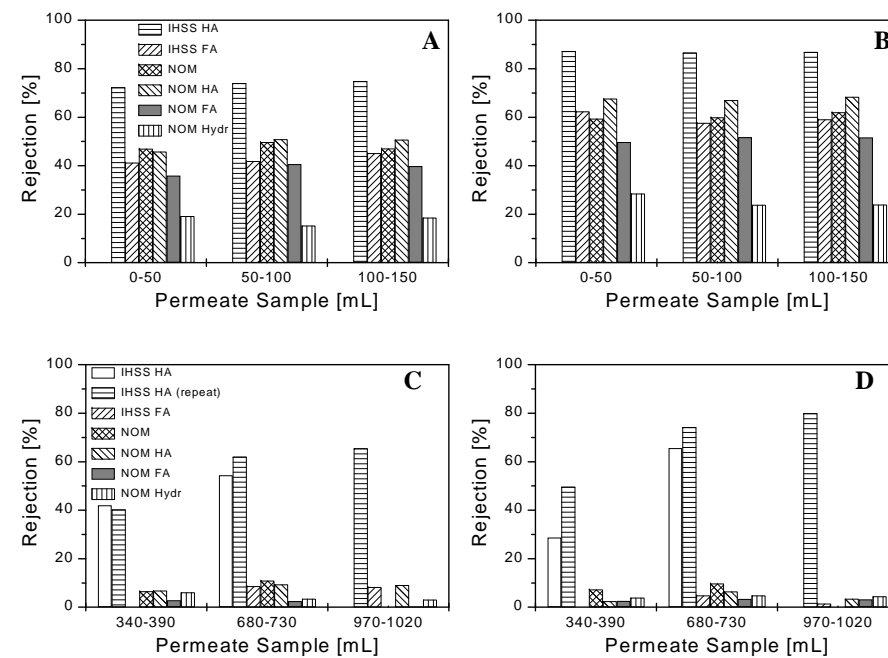 100
80
60
40
20
0
Rejection [%]
IHSS HA
IHSS FA
NOM
NOM HA
NOM FA
NOM Hydr
A
0-50 50-100 100-150
Permeate Sample [mL]
100
80
60
40
20
0
Rejection [%]
B
0-50 50-100 100-150
Permeate Sample [mL]
100
80
60
40
20
0
Rejection [%]
IHSS HA
IHSS HA (repeat)
IHSS FA
NOM
NOM HA
NOM FA
NOM Hydr
C
340-390 680-730 970-1020
Permeate Sample [mL]
100
80
60
40
20
0
Rejection [%]
D
340-390 680-730 970-1020
Permeate Sample [mL]